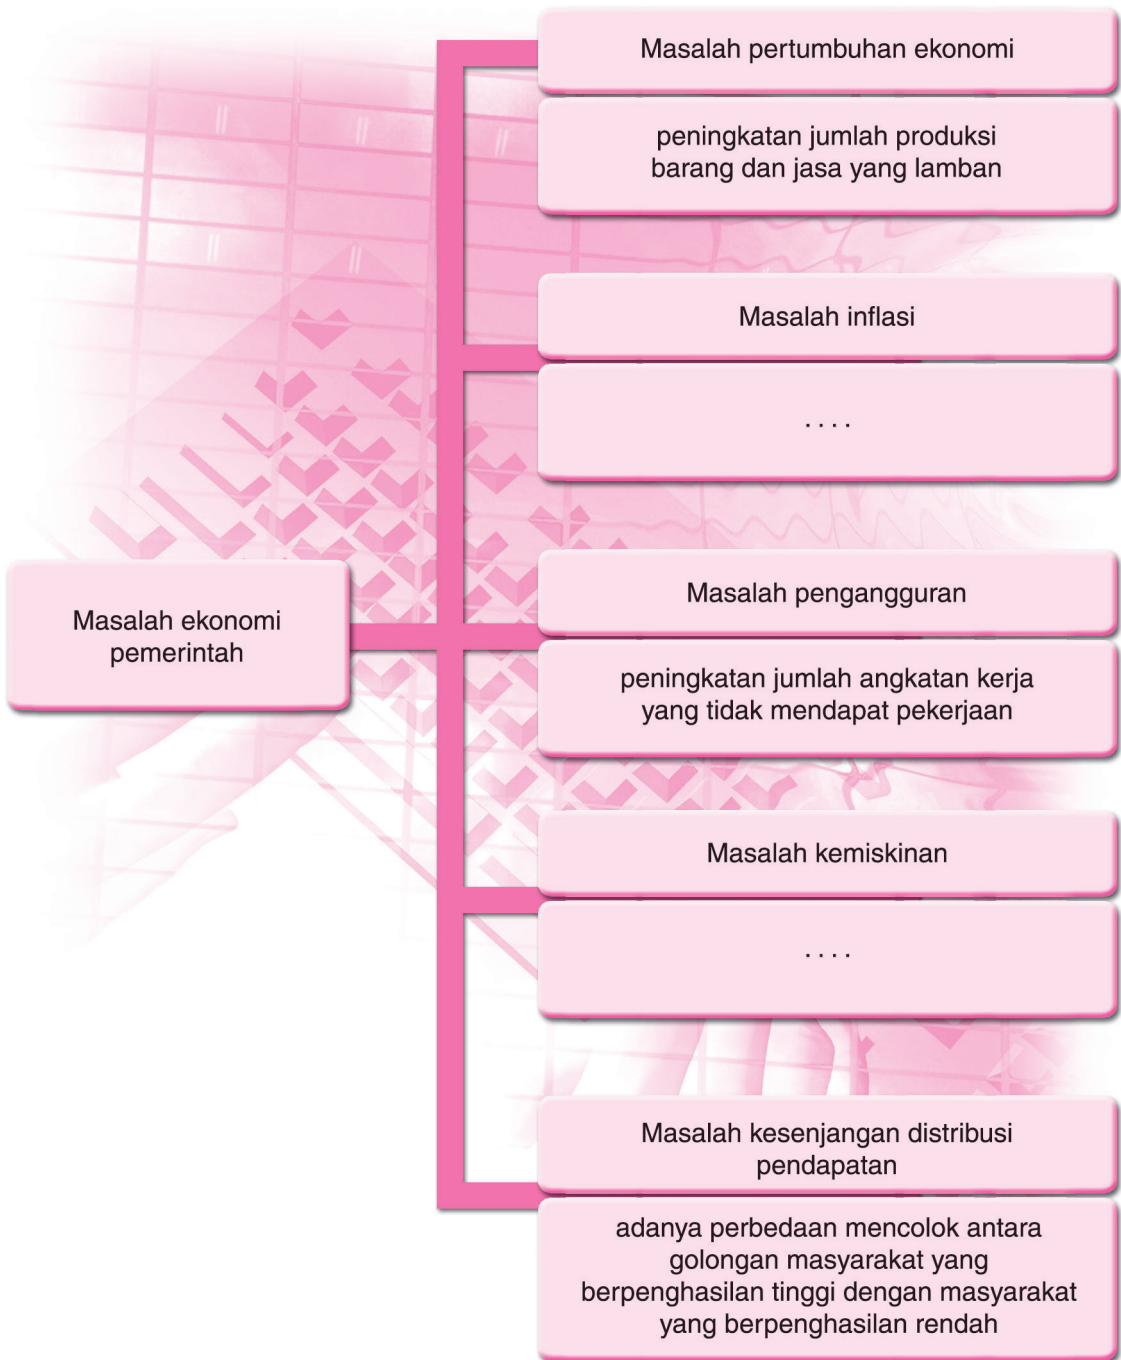 Masalah pertumbuhan ekonomi
peningkatan jumlah produksi
barang dan jasa yang lamban
Masalah inflasi
. . . .
Masalah ekonomi
pemerintah
Masalah pengangguran
peningkatan jumlah angkatan kerja
yang tidak mendapat pekerjaan
Masalah kemiskinan
. . . .
Masalah kesenjangan distribusi
pendapatan
adanya perbedaan mencolok antara
golongan masyarakat yang
berpenghasilan tinggi dengan masyarakat
yang berpenghasilan rendah